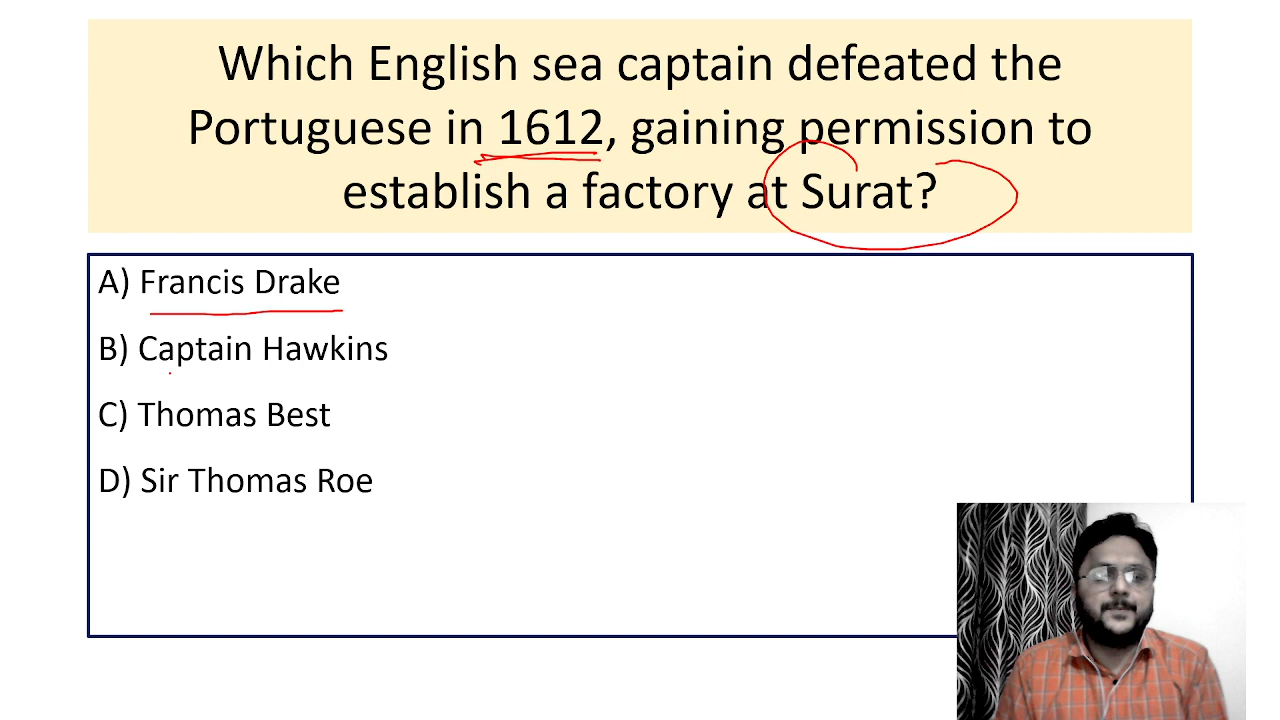 Which English sea captain defeated the
Portuguese in 1612, gaining permission to
establish a factory at Surat?
A) Francis Drake
B) Captain Hawkins
C) Thomas Best
D) Sir Thomas Roe